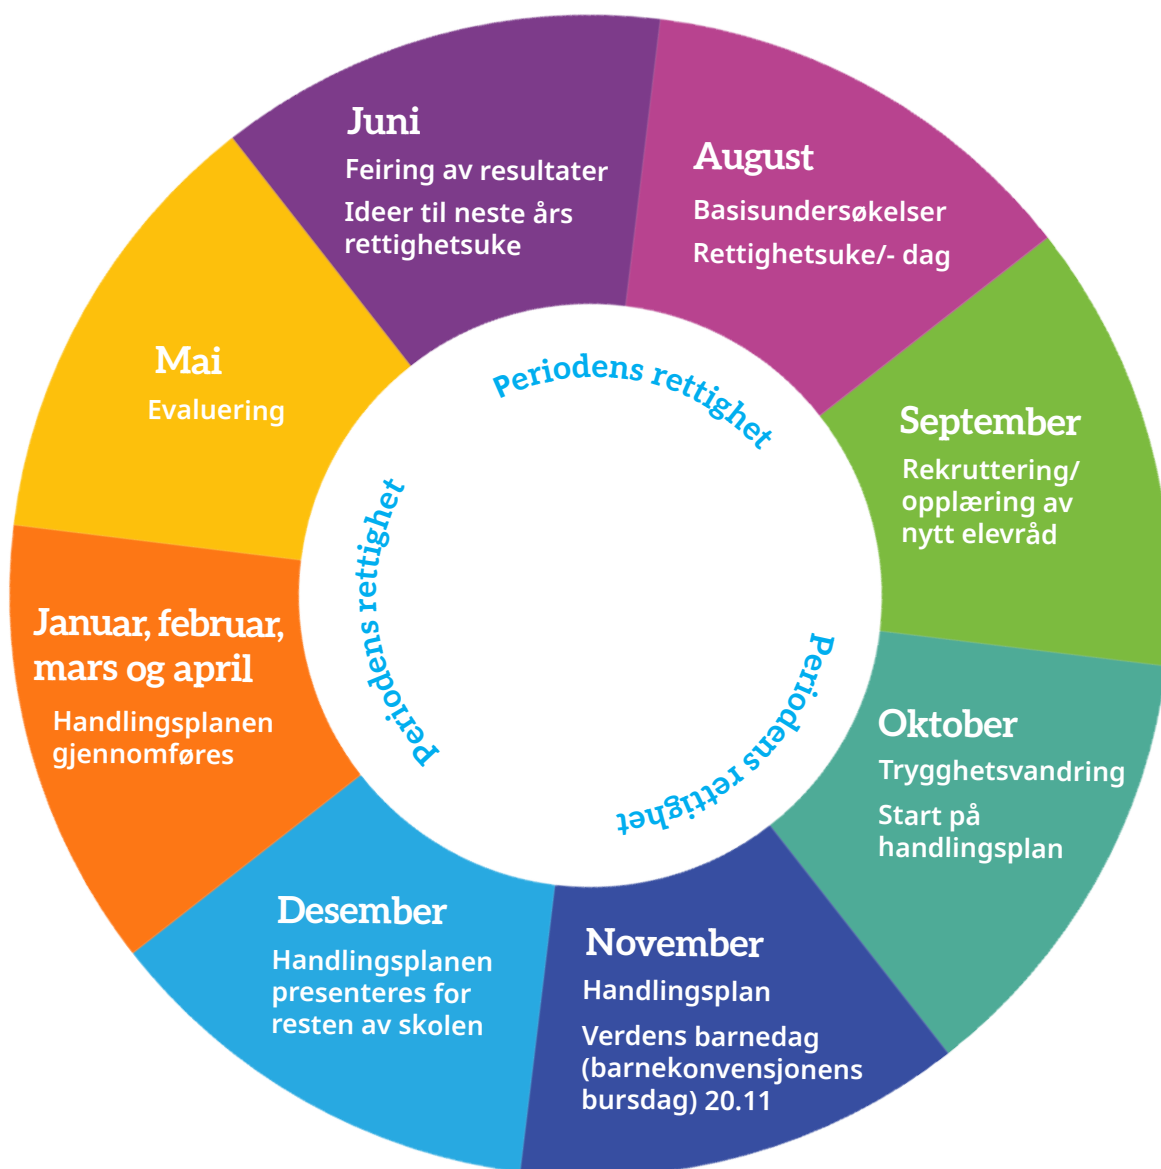 Juni
Feiring av resultater
Ideer til neste års
rettighetsuke
August
Basisundersøkelser
Rettighetsuke/- dag
September
Rekruttering/
opplæring av
nytt elevråd
Oktober
Trygghetsvandring
Start på
handlingsplan
November
Handlingsplan
Verdens barnedag
(barnekonvensjonens
bursdag) 20.11
Desember
Handlingsplanen
presenteres for
resten av skolen
Januar, februar,
mars og april
Handlingsplanen
gjennomføres
Mai
Evaluering
Periodens rettighet
Periodens rettighet
Periodens rettighet